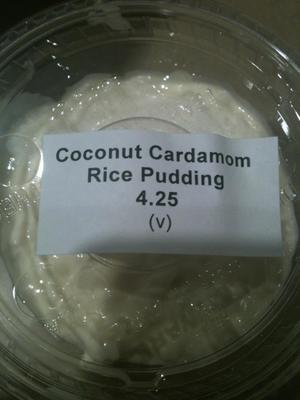 Coconut Cardamom
Rice Pudding
4.25
(v)